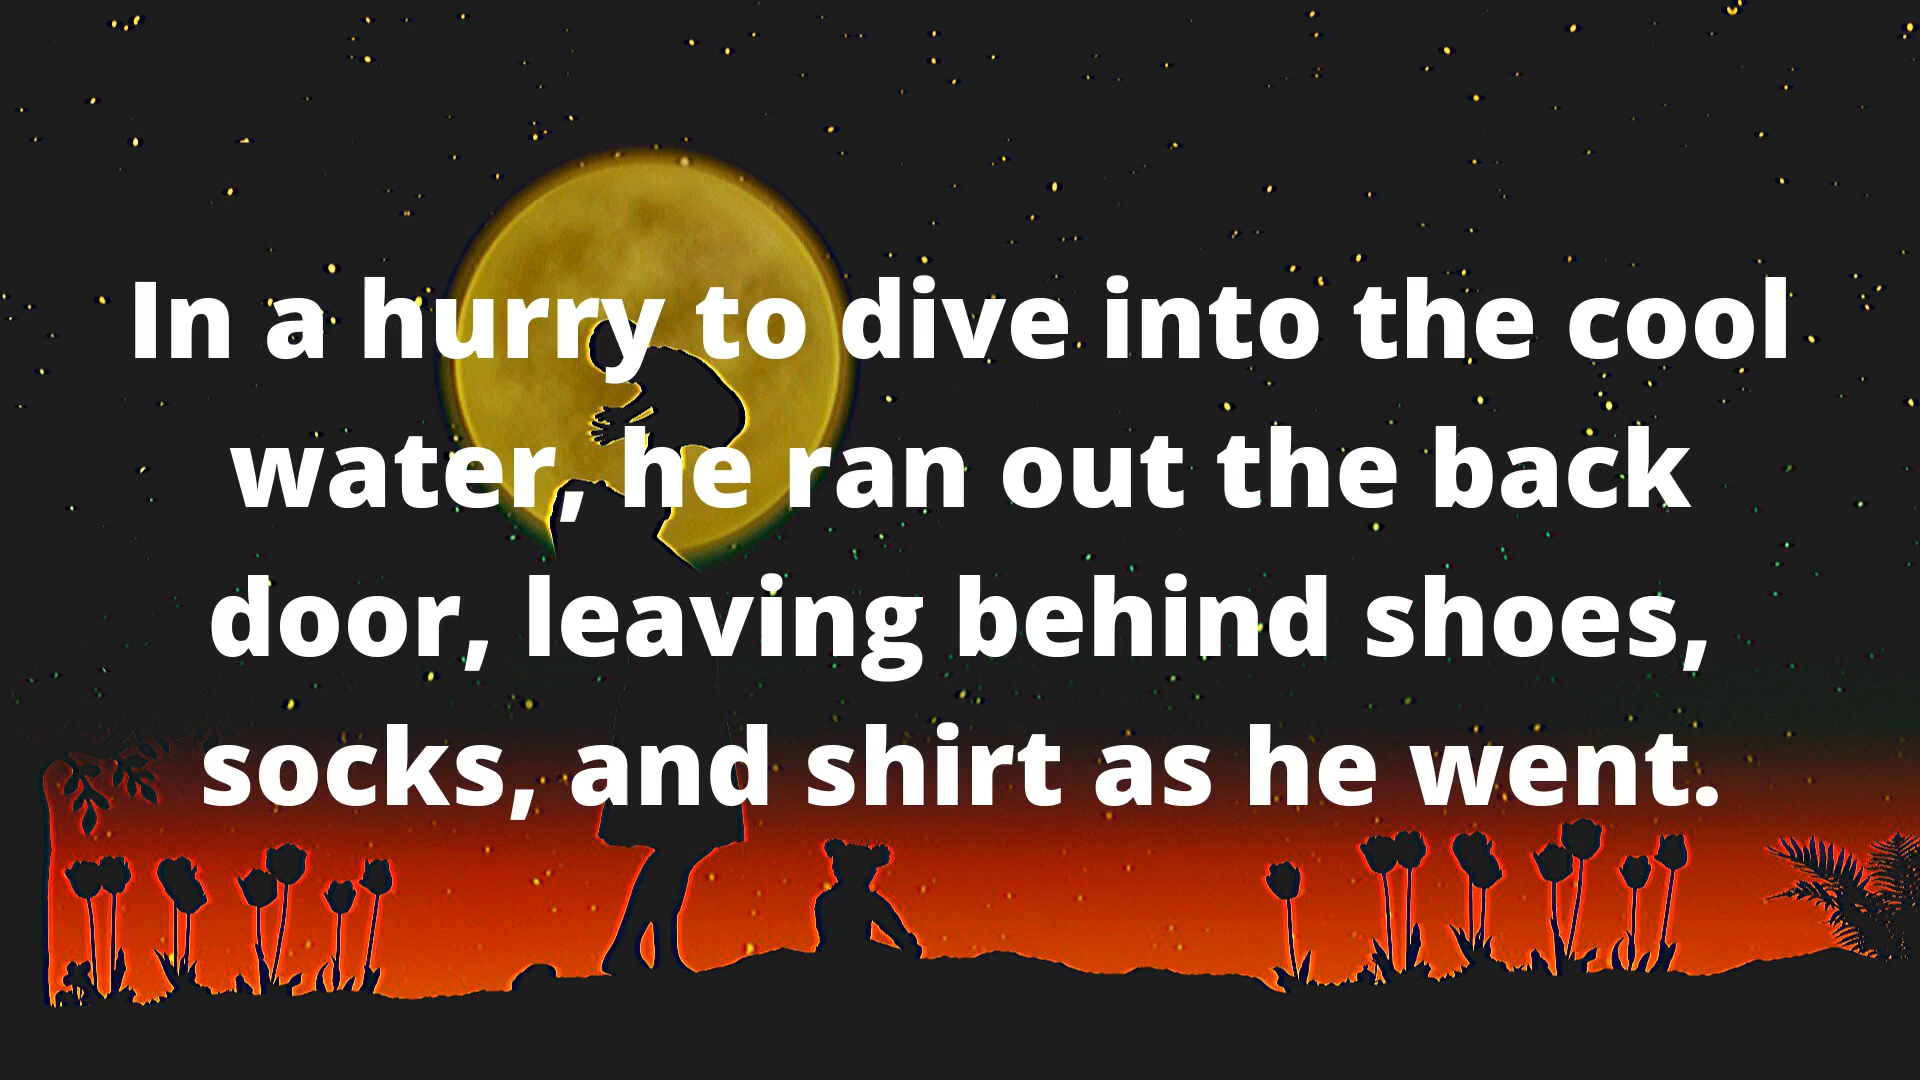 In a hurry to dive into the cool
water, he ran out the back
door, leaving behind shoes,
socks, and shirt as he went.